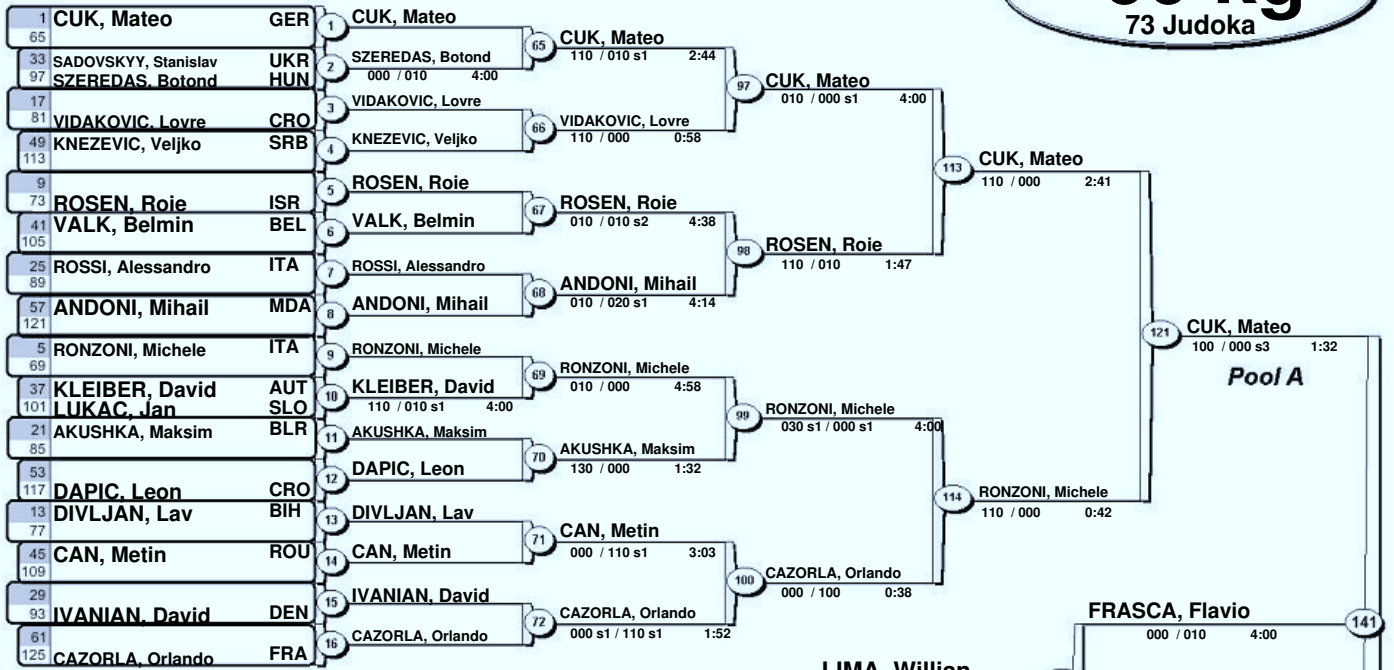 kg
73 Judoka
1 CUK, Mateo GER
65
33 SADOVSKYY, Stanislav UKR
97 SZEREDAS, Botond HUN
17
81 VIDAKOVIC, Lovre CRO
49 KNEZEVIC, Veljko SRB
113
9
73 ROSEN, Roie ISR
41 VALK, Belmin BEL
105
25 ROSSI, Alessandro ITA
89
57 ANDONI, Mihail MDA
121
5 RONZONI, Michele ITA
69
37 KLEIBER, David AUT
101 LUKAC, Jan SLO
21 AKUSHKA, Maksim BLR
85
53
117 DAPIC, Leon CRO
13 DIVLJAN, Lav BIH
77
45 CAN, Metin ROU
109
29
93 IVANIAN, David DEN
61
125 CAZORLA, Orlando FRA
1 CUK, Mateo
2 SZEREDAS, Botond
000 / 010 4:00
3 VIDAKOVIC, Lovre
4 KNEZEVIC, Veljko
5 ROSEN, Roie
6 VALK, Belmin
7 ROSSI, Alessandro
8 ANDONI, Mihail
9 RONZONI, Michele
10 KLEIBER, David
110 / 010 s1 4:00
11 AKUSHKA, Maksim
12 DAPIC, Leon
13 DIVLJAN, Lav
14 CAN, Metin
15 IVANIAN, David
16 CAZORLA, Orlando
65 CUK, Mateo
110 / 010 s1 2:44
66 VIDAKOVIC, Lovre
110 / 000 0:58
67 ROSEN, Roie
010 / 010 s2 4:38
68 ANDONI, Mihail
010 / 020 s1 4:14
69 RONZONI, Michele
010 / 000 4:58
70 AKUSHKA, Maksim
130 / 000 1:32
71 CAN, Metin
000 / 110 s1 3:03
72 CAZORLA, Orlando
000 s1 / 110 s1 1:52
97 CUK, Mateo
010 / 000 s1 4:00
98 ROSEN, Roie
110 / 010 1:47
99 RONZONI, Michele
030 s1 / 000 s1 4:00
100 CAZORLA, Orlando
000 / 100 0:38
113 CUK, Mateo
110 / 000 2:41
114 RONZONI, Michele
110 / 000 0:42
121 CUK, Mateo
100 / 000 s3 1:32
Pool A
FRASCA, Flavio
000 / 010 4:00
141
LIMA, Willian